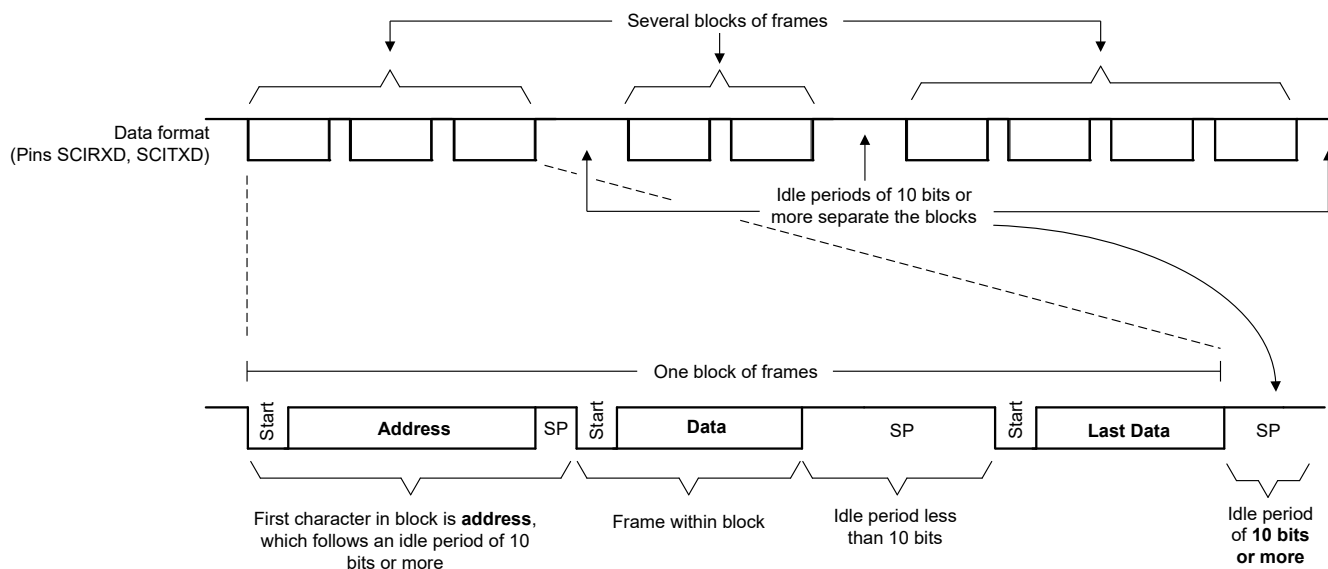 Several blocks of frames
Data format
(Pins SCIRXD, SCITXD)
Idle periods of 10 bits or
more separate the blocks
One block of frames
Start
Address
SP
Start
Data
SP
Start
Last Data
SP
First character in block is address,
which follows an idle period of 10
bits or more
Frame within block
Idle period less
than 10 bits
Idle period
of 10 bits
or more